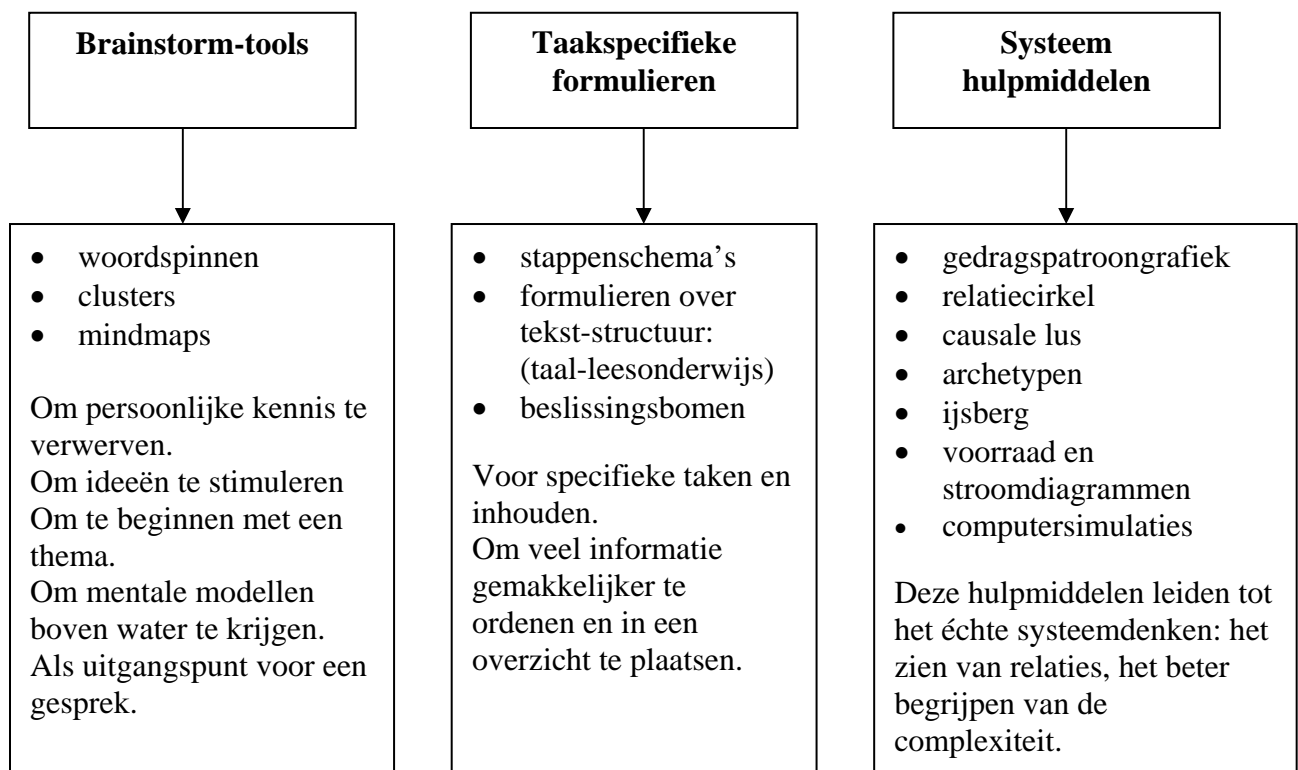 Brainstorm-tools
• woordspinnen
• clusters
• mindmaps
Om persoonlijke kennis te
verwerven.
Om ideeën te stimuleren
Om te beginnen met een
thema.
Om mentale modellen
boven water te krijgen.
Als uitgangspunt voor een
gesprek.
Taakspecifieke
formulieren
• stappenschema’s
• formulieren over
tekst-structuur:
(taal-leesonderwijs)
• beslissingsbomen
Voor specifieke taken en
inhouden.
Om veel informatie
gemakkelijker te
ordenen en in een
overzicht te plaatsen.
Systeem
hulpmiddelen
• gedragspatroongrafiek
• relatiecirkel
• causale lus
• archetypen
• ijsberg
• voorraad en
stroomdiagrammen
• computersimulaties
Deze hulpmiddelen leiden tot
het échte systeemdenken: het
zien van relaties, het beter
begrijpen van de
complexiteit.